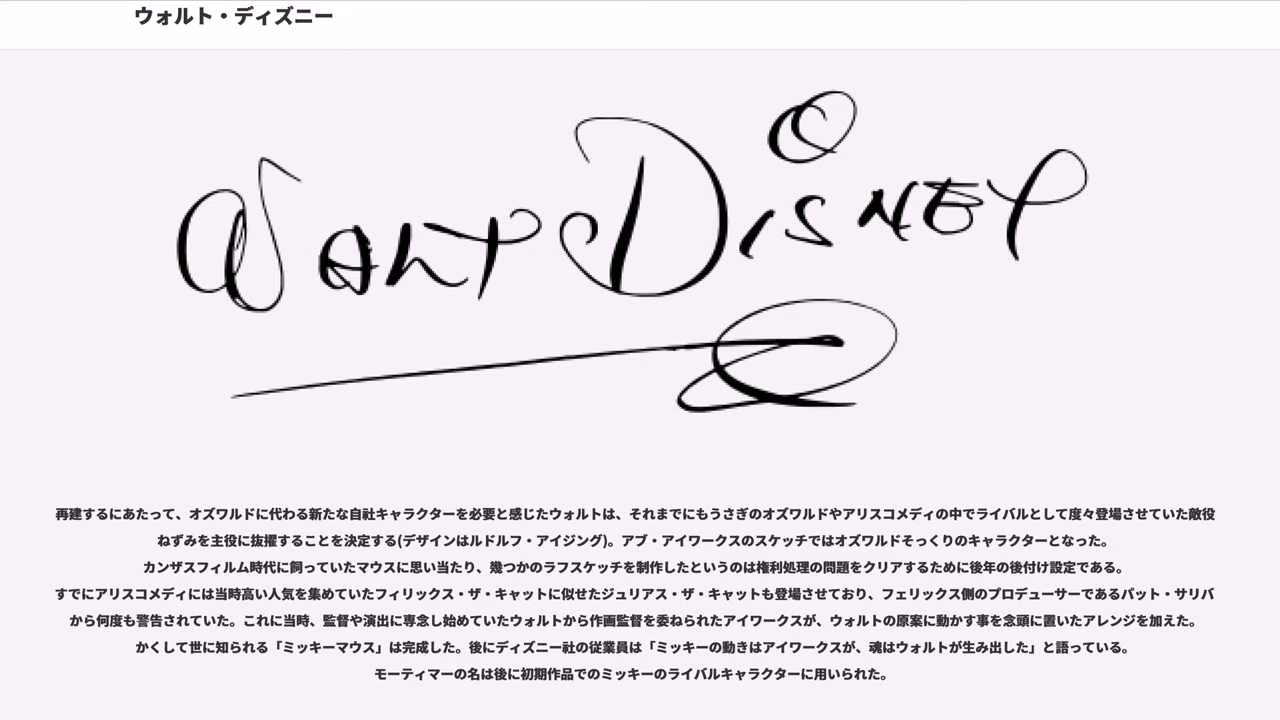 ウォルト・ディズニー
WALT DISNEY
再建するにあたって、オズワルドに代わる新たな自社キャラクターを必要と感じたウォルトは、それまでにもうさぎのオズワルドやアリスコメディの中でライバルとして度々登場させていた敵役
ねずみを主役に抜擢することを決定する(デザインはルドルフ・アイジング)。アブ・アイワークスのスケッチではオズワルドそっくりのキャラクターとなった。
カンザスフィルム時代に飼っていたマウスに思い当たり、幾つかのラフスケッチを制作したというのは権利処理の問題をクリアするために後年の後付け設定である。
すでにアリスコメディには当時高い人気を集めていたフィリックス・ザ・キャットに似せたジュリアス・ザ・キャットも登場させており、フェリックス側のプロデューサーであるパット・サリバ
から何度も警告されていた。これに当時、監督や演出に専念し始めていたウォルトから作画監督を委ねられたアイワークスが、ウォルトの原案に動かす事を念頭に置いたアレンジを加えた。
かくして世に知られる「ミッキーマウス」は完成した。後にディズニー社の従業員は「ミッキーの動きはアイワークスが、魂はウォルトが生み出した」と語っている。
モーティマーの名は後に初期作品でのミッキーのライバルキャラクターに用いられた。